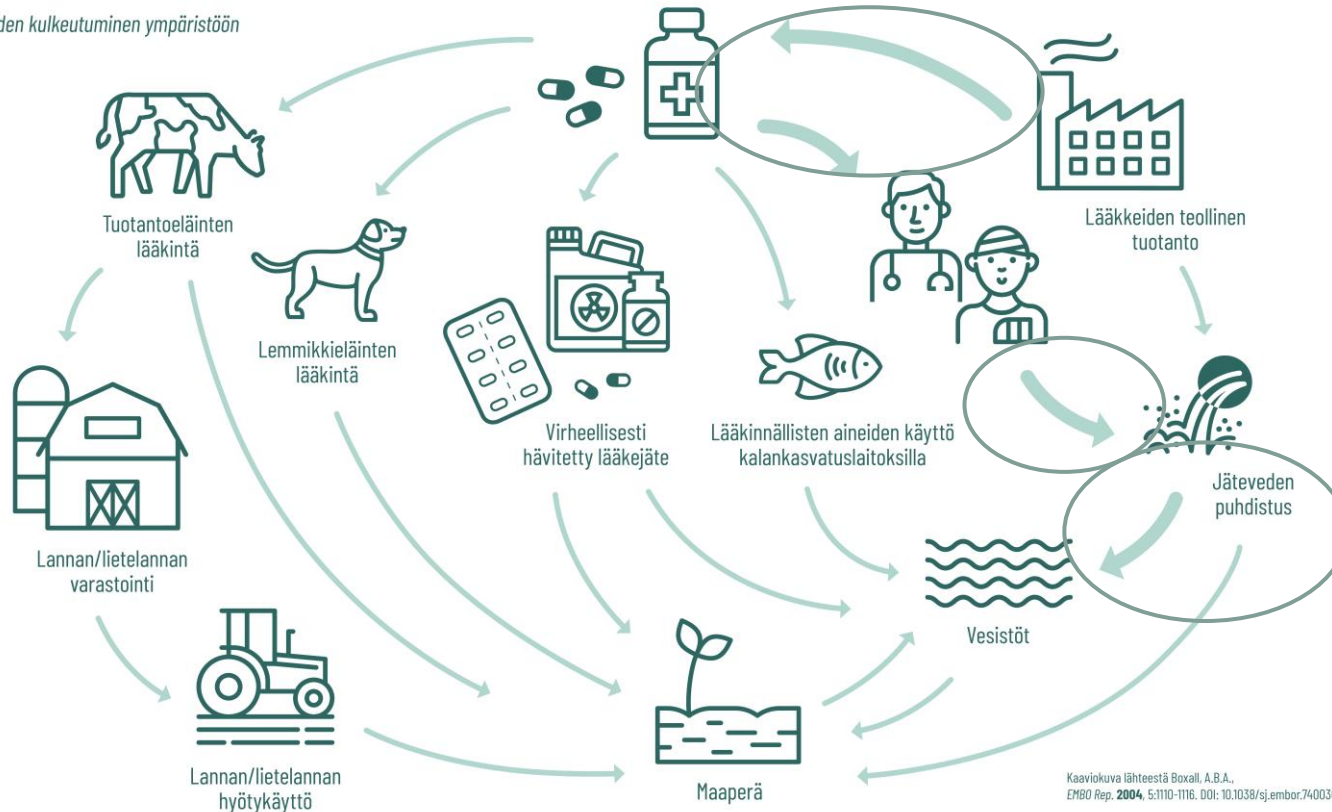 den kulkeutuminen ympäristöön
Tuotantoeläinten
lääkintä
Lemmikkieläinten
lääkintä
Virheellisesti
hävitetty lääkejäte
Lääkinnällisten aineiden käyttö
kalankasvatuslaitoksilla
Lääkkeiden teollinen
tuotanto
Jäteveden
puhdistus
Lannan/lietelannan
varastointi
Vesistöt
Lannan/lietelannan
hyötykäyttö
Maaperä
Kaaviokuva lähteestä Boxall, A.B.A.,
EMBO Rep. 2004, 5:1110-1116. DOI: 10.1038/sj.embor.740030